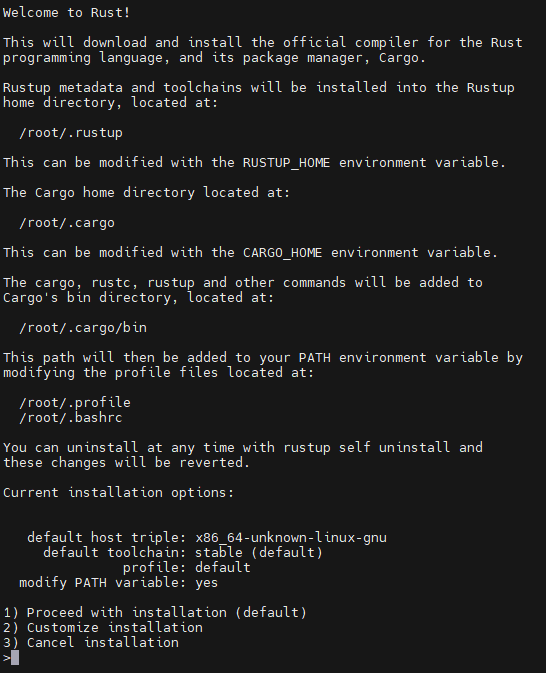 Welcome to Rust!
This will download and install the official compiler for the Rust
programming language, and its package manager, Cargo.
Rustup metadata and toolchains will be installed into the Rustup
home directory, located at:
/root/.rustup
This can be modified with the RUSTUP_HOME environment variable.
The Cargo home directory located at:
/root/.cargo
This can be modified with the CARGO_HOME environment variable.
The cargo, rustc, rustup and other commands will be added to
Cargo's bin directory, located at:
/root/.cargo/bin
This path will then be added to your PATH environment variable by
modifying the profile files located at:
/root/.profile
/root/.bashrc
You can uninstall at any time with rustup self uninstall and
these changes will be reverted.
Current installation options:
default host triple: x86_64-unknown-linux-gnu
default toolchain: stable (default)
profile: default
modify PATH variable: yes
1) Proceed with installation (default)
2) Customize installation
3) Cancel installation
>